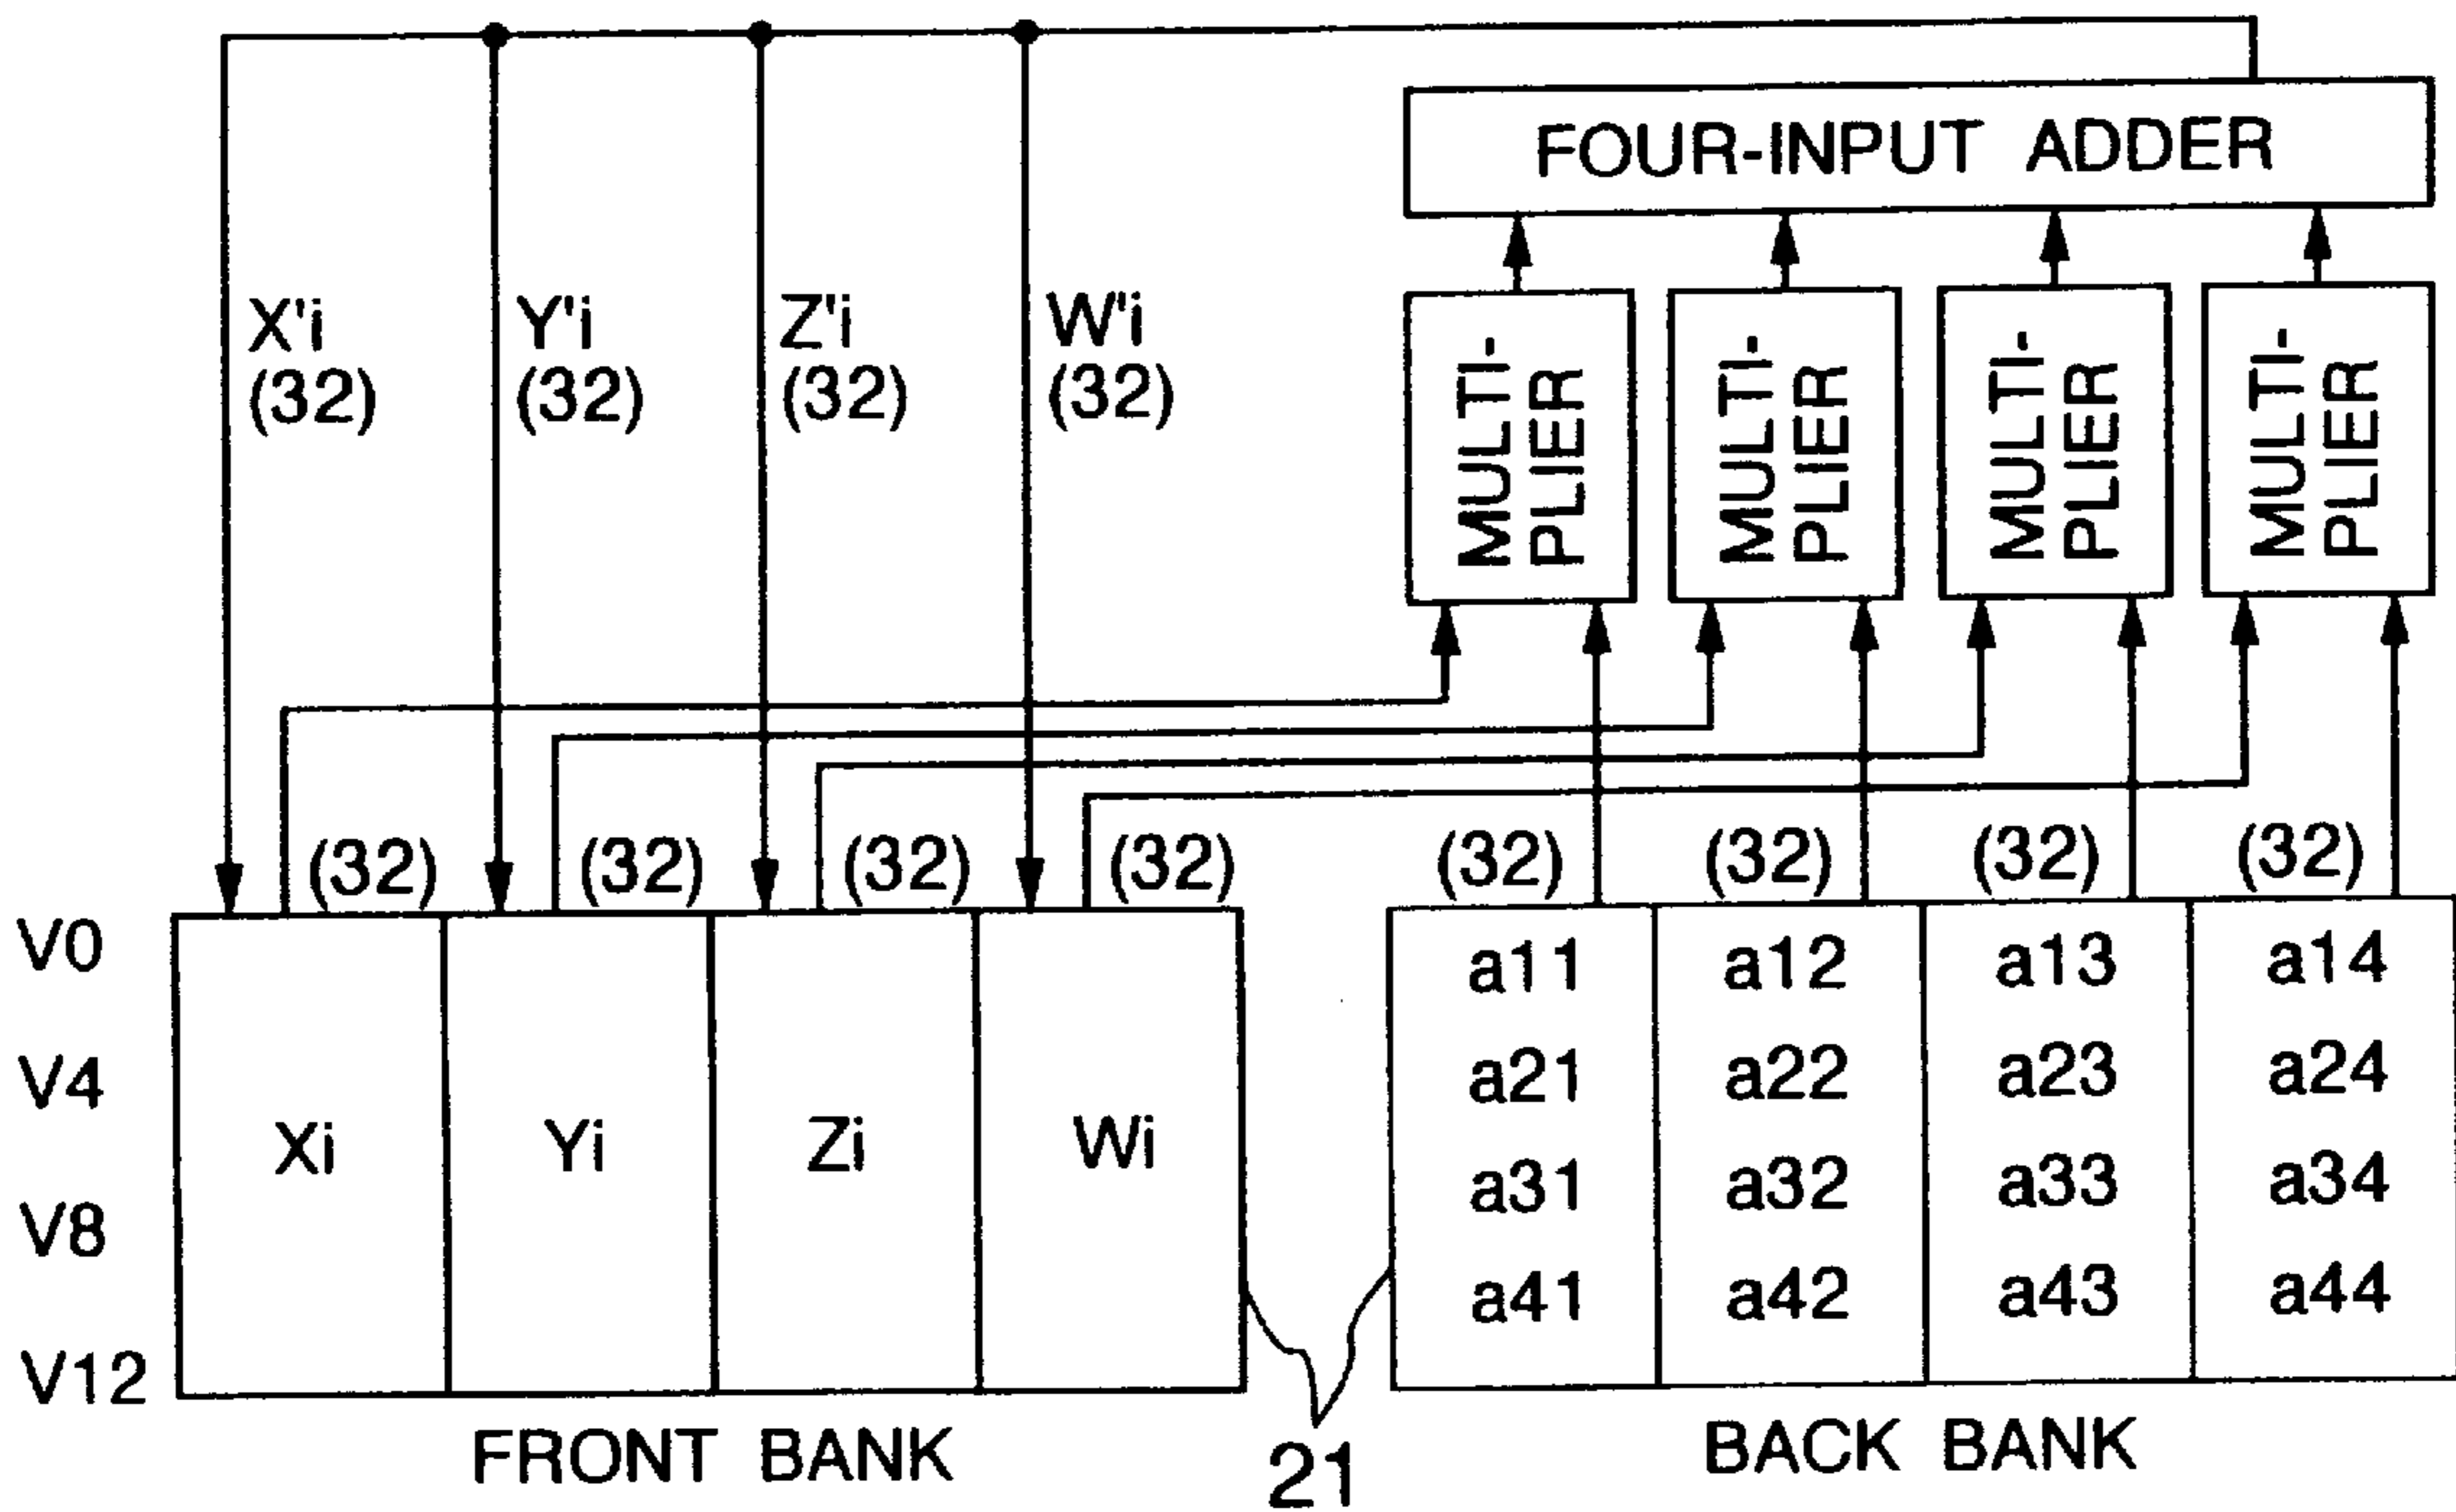 FOUR-INPUT ADDER
X'i
(32)
Y'i
(32)
Z'i
(32)
W'i
(32)
MULTI-
PLIER
MULTI-
PLIER
MULTI-
PLIER
MULTI-
PLIER
(32) (32) (32) (32) (32) (32) (32) (32)
V0
V4
V8
V12
Xi Yi Zi Wi
a11 a12 a13 a14
a21 a22 a23 a24
a31 a32 a33 a34
a41 a42 a43 a44
FRONT BANK
21
BACK BANK